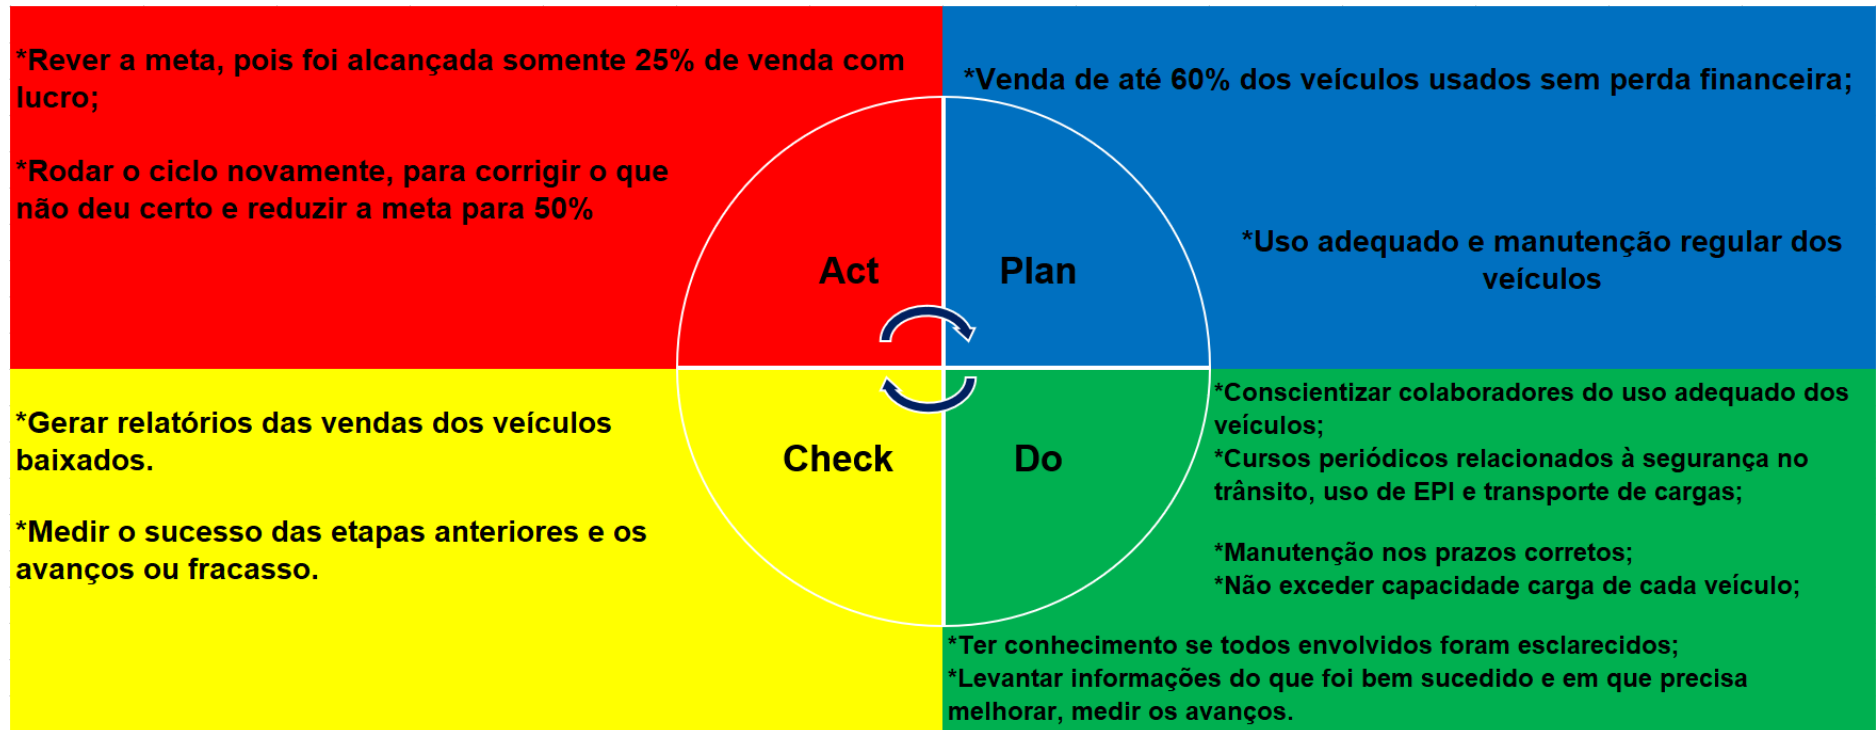 *Rever a meta, pois foi alcançada somente 25% de venda com
lucro;
*Rodar o ciclo novamente, para corrigir o que
não deu certo e reduzir a meta para 50%
Act
*Venda de até 60% dos veículos usados sem perda financeira;
*Uso adequado e manutenção regular dos
veículos
Plan
*Gerar relatórios das vendas dos veículos
baixados.
*Medir o sucesso das etapas anteriores e os
avanços ou fracasso.
Check
Do
*Conscientizar colaboradores do uso adequado dos
veículos;
*Cursos periódicos relacionados à segurança no
trânsito, uso de EPI e transporte de cargas;
*Manutenção nos prazos corretos;
*Não exceder capacidade carga de cada veículo;
*Ter conhecimento se todos envolvidos foram esclarecidos;
*Levantar informações do que foi bem sucedido e em que precisa
melhorar, medir os avanços.